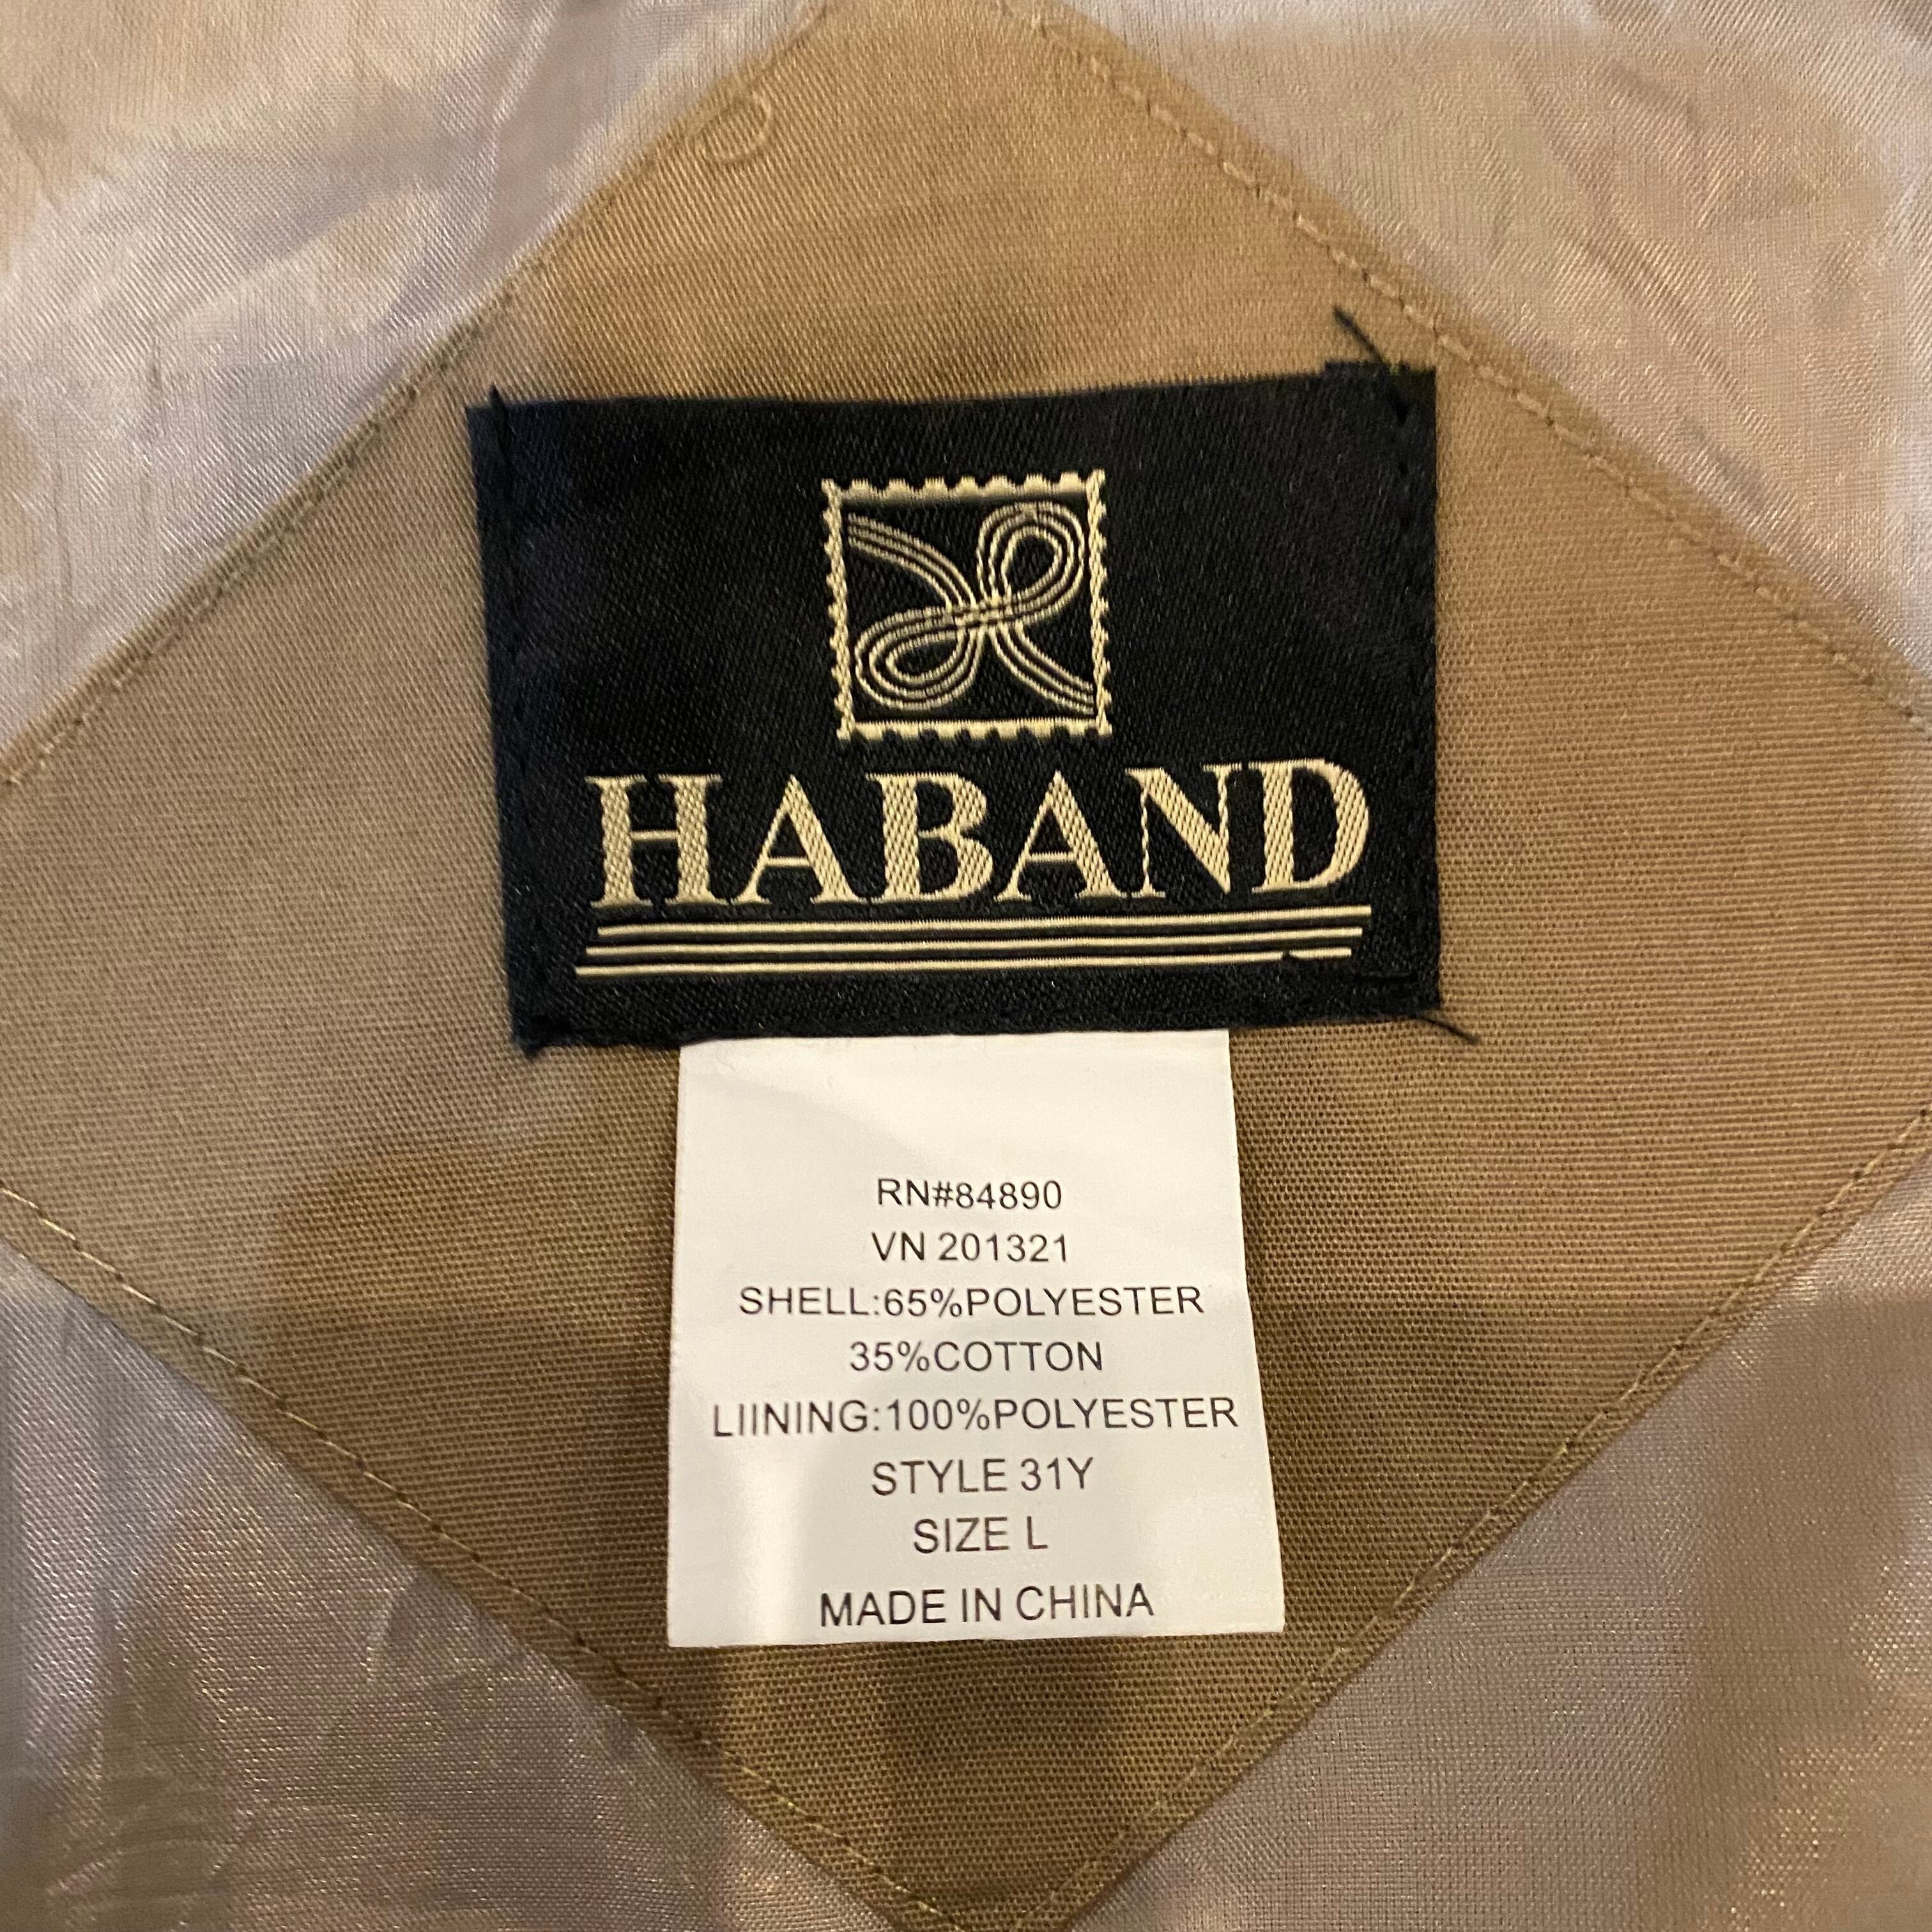 HABAND
RN#84890
VN 201321
SHELL:65%POLYESTER
35%COTTON
LIINING:100%POLYESTER
STYLE 31Y
SIZE L
MADE IN CHINA